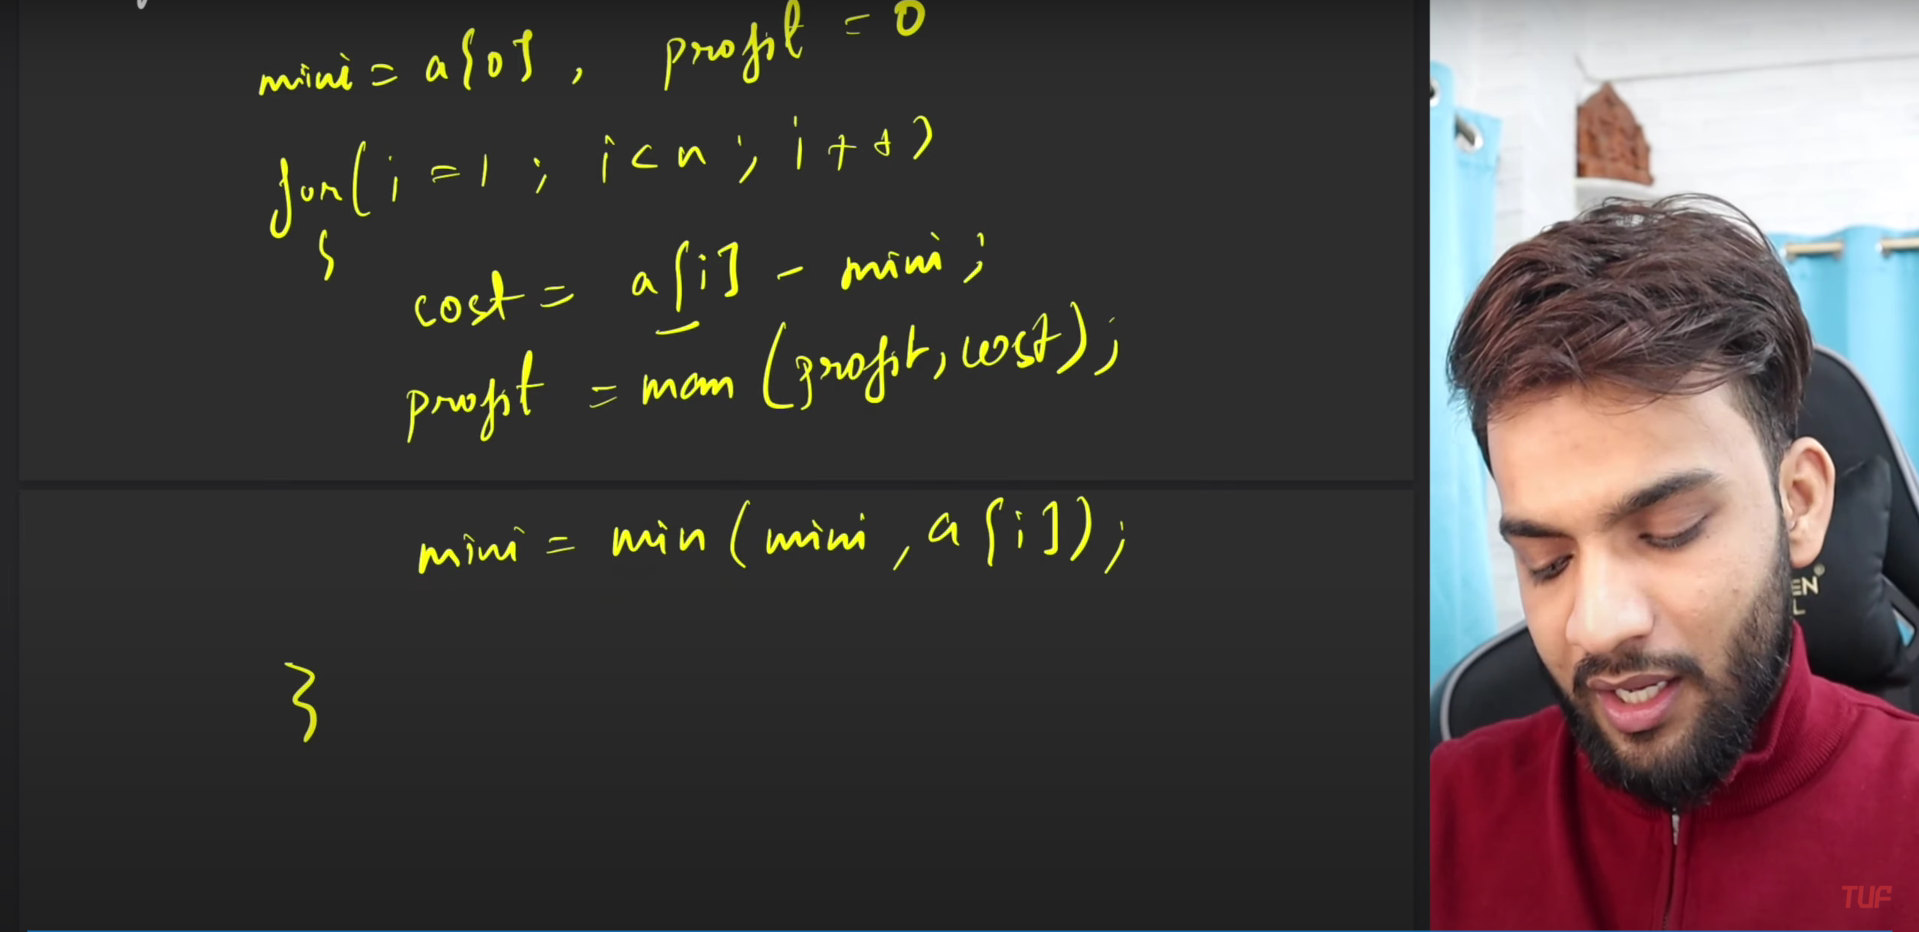 mini = a[0], profit = 0
for(i=1; i<n; i++)
{
cost = a[i] - mini;
profit = max(profit, cost);
mini = min(mini, a[i]);
}
EN®
L
TUF